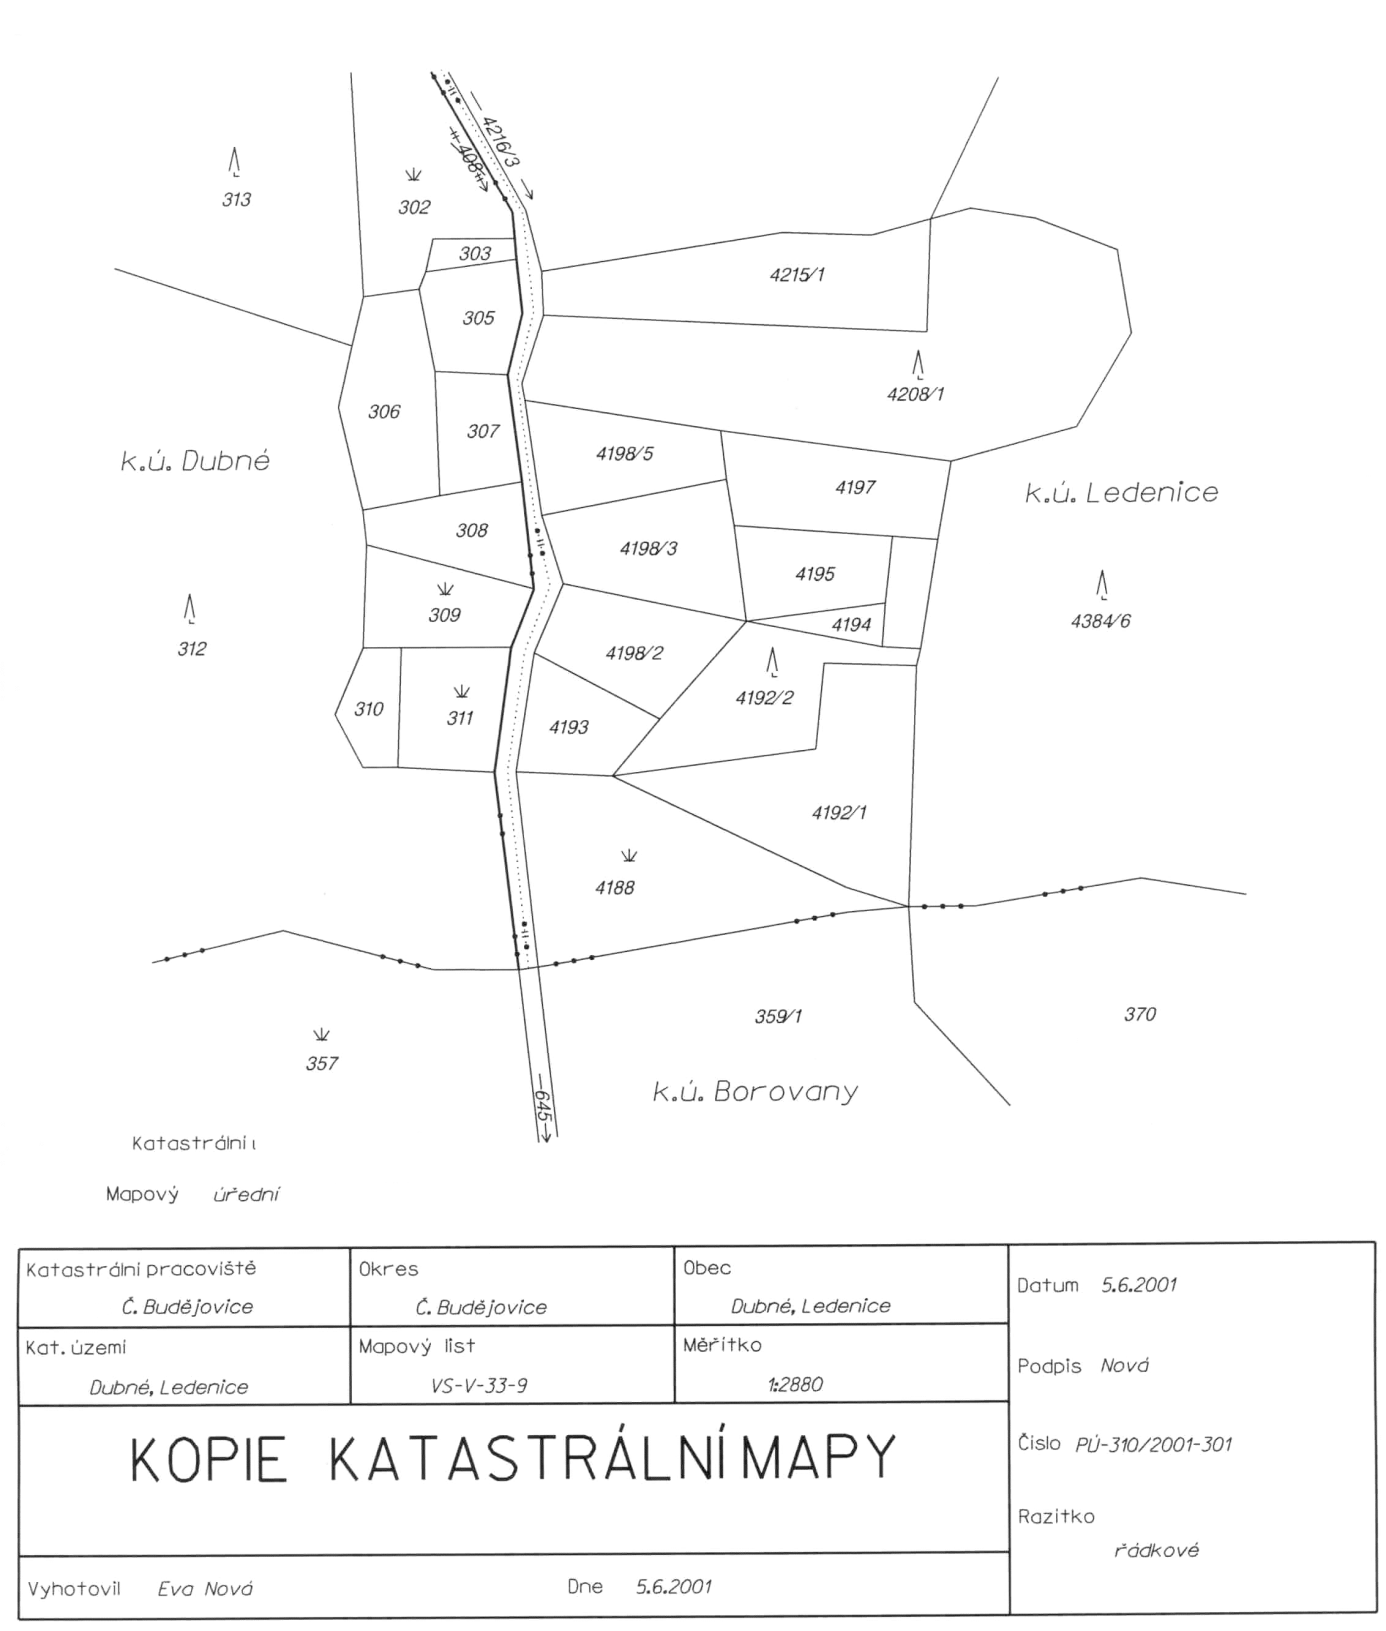 4216/3
408
313
302
303
4215/1
305
4208/1
306
307
4198/5
k.ú. Dubné
4197
k.ú. Ledenice
308
4198/3
4195
309
4194
4384/6
312
4198/2
4192/2
310
311
4193
4192/1
4188
359/1
370
357
k.ú. Borovany
645
Katastrální
Mapový úřední
Katastrální pracoviště
Č. Budějovice
Okres
Č. Budějovice
Obec
Dubné, Ledenice
Datum 5.6.2001
Kat. území
Dubné, Ledenice
Mapový list
VS-V-33-9
Měřítko
1:2880
Podpis Nová
KOPIE KATASTRÁLNÍ MAPY
Číslo PÚ-310/2001-301
Razítko
řádkové
Vyhotovil Eva Nová
Dne 5.6.2001